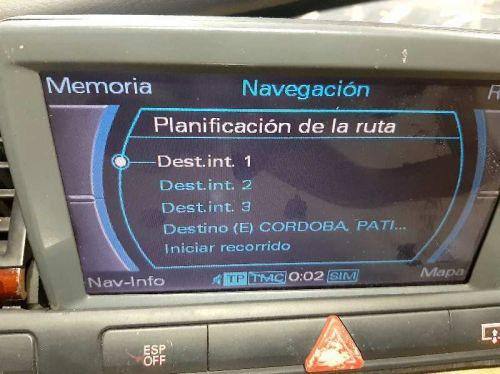 Memoria Navegación R
Planificación de la ruta
Dest.int. 1
Dest.int. 2
Dest.int. 3
Destino (E) CORDOBA, PATI...
Iniciar recorrido
Nav-Info TP TMC 0:02 SIM Mapa
ESP
OFF